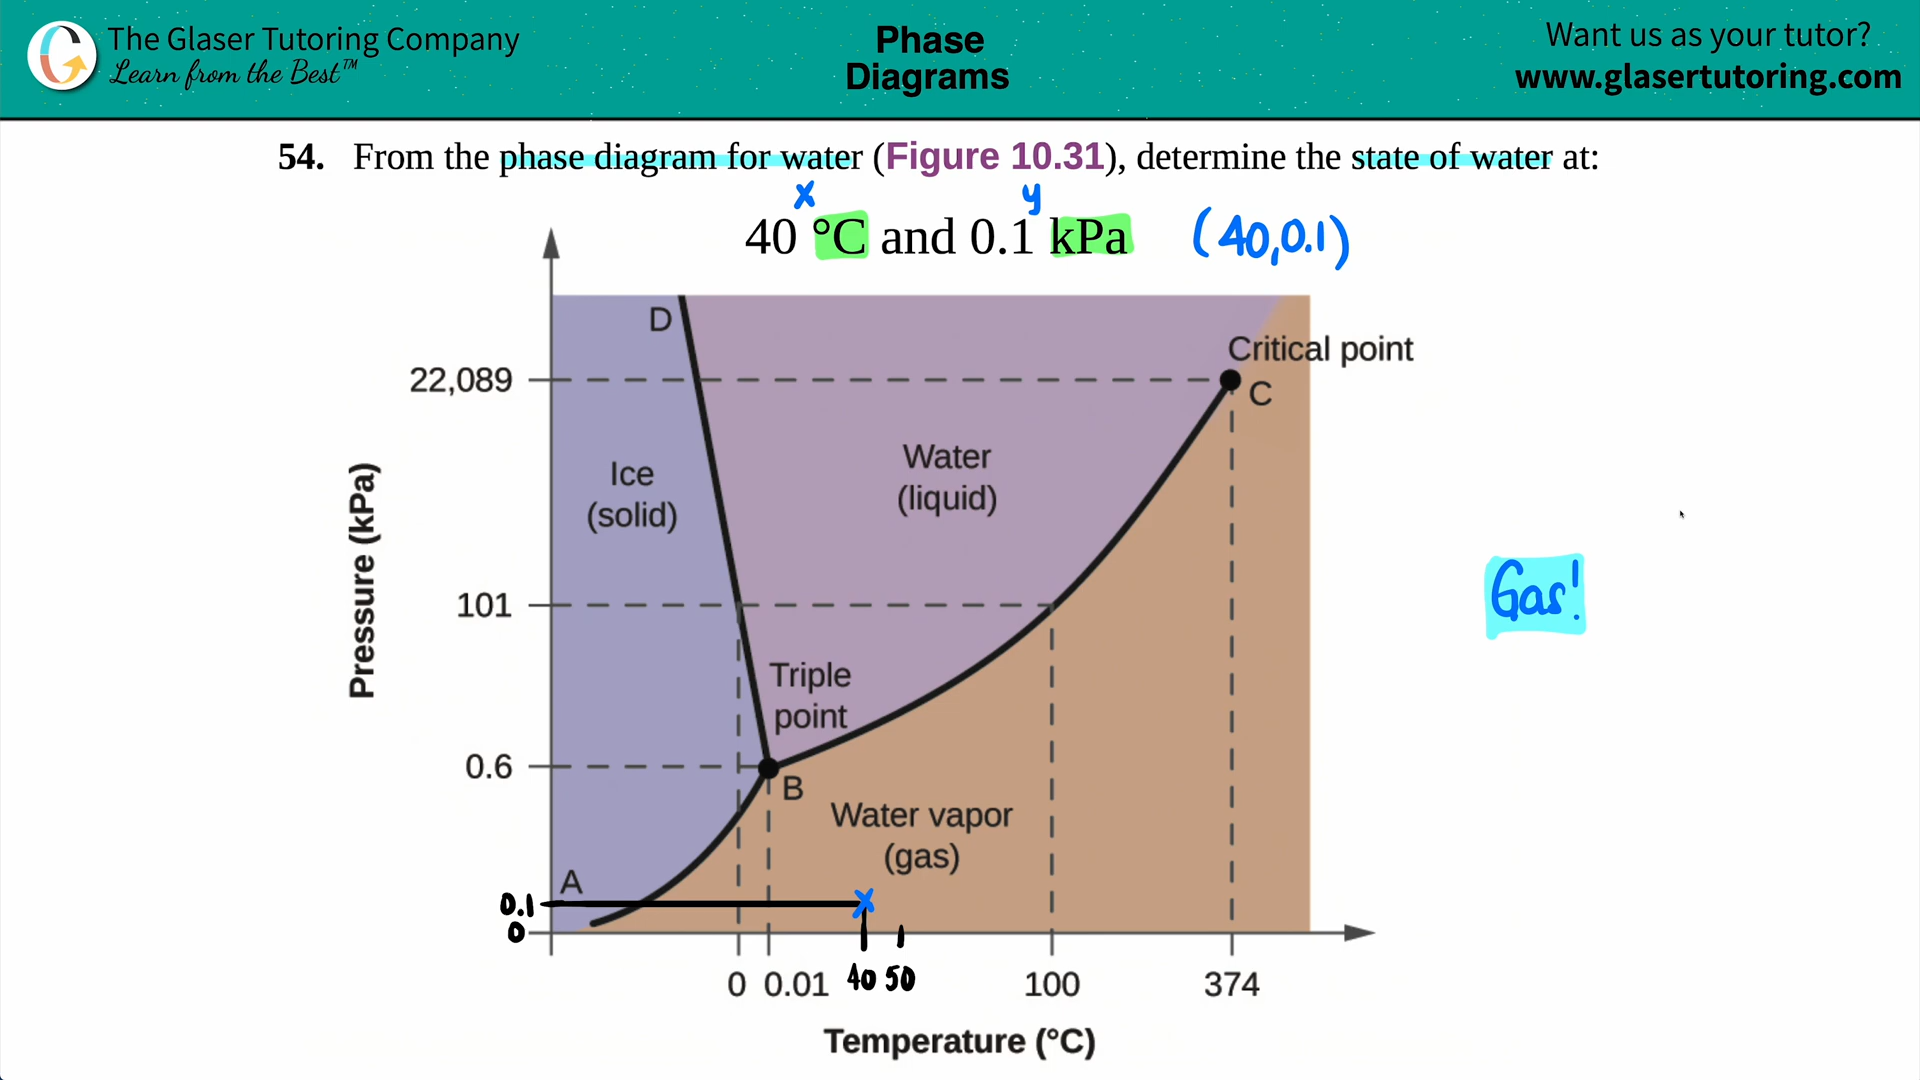 The Glaser Tutoring Company
Learn from the Best™
Phase
Diagrams
Want us as your tutor?
www.glasertutoring.com
54. From the phase diagram for water (Figure 10.31), determine the state of water at:
x y
40 °C and 0.1 kPa (40,0.1)
D
Critical point
22,089
C
Water
(liquid)
Ice
(solid)
Pressure (kPa)
Gas!
101
Triple
point
0.6
B
Water vapor
(gas)
A
0.1
x
0
40 50
0 0.01 100 374
Temperature (°C)